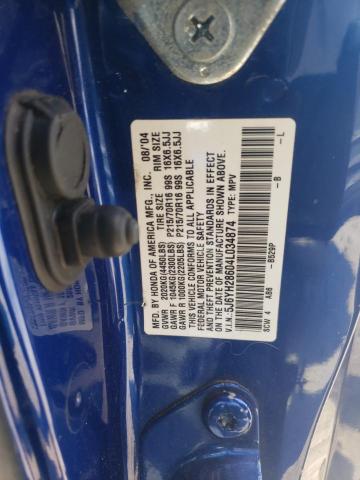 MFD. BY HONDA OF AMERICA MFG., INC. 08/'04
TIRE SIZE RIM SIZE
GVWR 2020KG(4450LBS)
GAWR F 1045KG(2300LBS) P215/70R16 99S 16X6.5JJ
GAWR R 1000KG(2205LBS) P215/70R16 99S 16X6.5JJ
THIS VEHICLE CONFORMS TO ALL APPLICABLE
FEDERAL MOTOR VEHICLE SAFETY
AND THEFT PREVENTION STANDARDS IN EFFECT
ON THE DATE OF MANUFACTURE SHOWN ABOVE.
V.I.N.: 5J6YH28604L034874 TYPE: MPV
SCW 4 AB6 -B529P -B -L